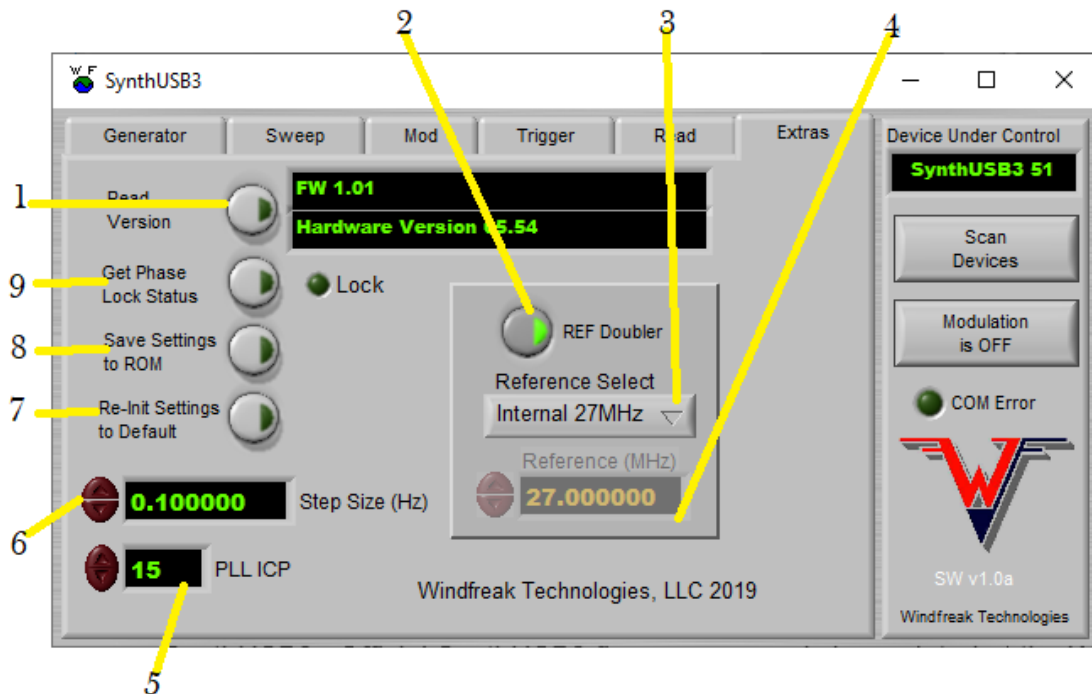 2
3
4
W F
SynthUSB3
Generator
Sweep
Mod
Trigger
Read
Extras
Device Under Control
SynthUSB3 51
1
Read
Version
FW 1.01
Hardware Version 05.54
Scan
Devices
9
Get Phase
Lock Status
Lock
8
Save Settings
to ROM
REF Doubler
Modulation
is OFF
Reference Select
Internal 27MHz
7
Re-Init Settings
to Default
COM Error
Reference (MHz)
27.000000
6
0.100000
Step Size (Hz)
15
PLL ICP
Windfreak Technologies, LLC 2019
SW v1.0a
Windfreak Technologies
5